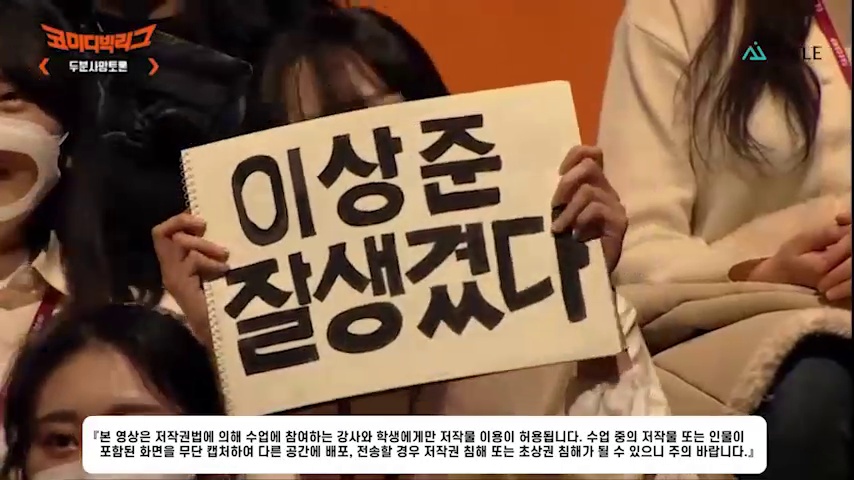 코미디빅리그
두분사망토론
이상준
잘생겼다
『본 영상은 저작권법에 의해 수업에 참여하는 강사와 학생에게만 저작물 이용이 허용됩니다. 수업 중의 저작물 또는 인물이
포함된 화면을 무단 캡처하여 다른 공간에 배포, 전송할 경우 저작권 침해 또는 초상권 침해가 될 수 있으니 주의 바랍니다.』